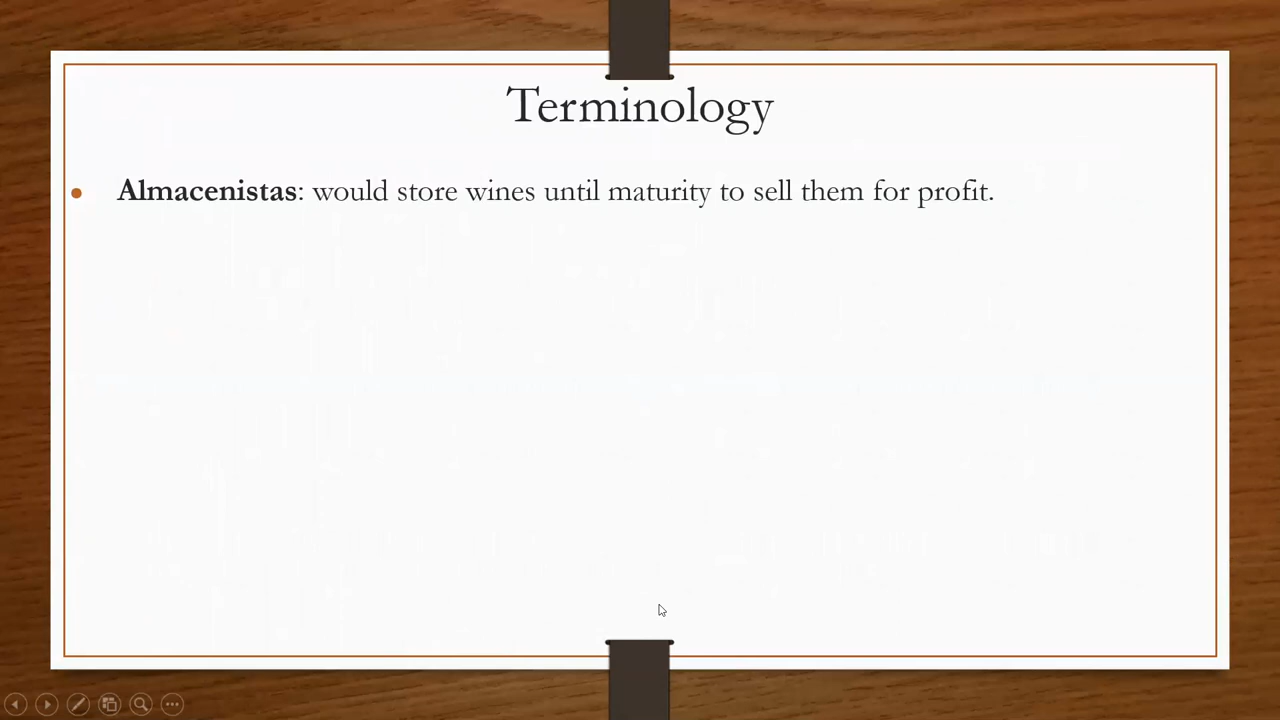 Terminology
• Almacenistas: would store wines until maturity to sell them for profit.